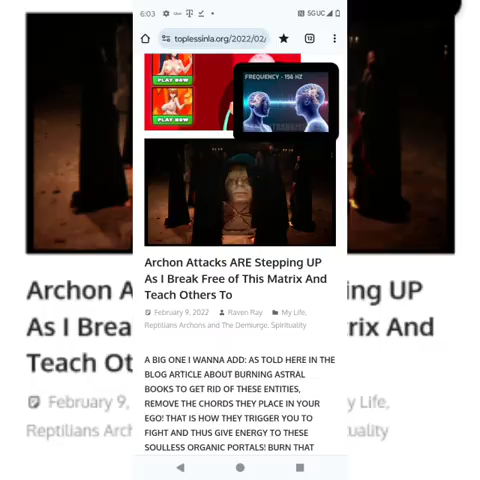 6:03
5G UC
toplessinla.org/2022/02/
12
PLAY NOW
PLAY NOW
FREQUENCY - 156 HZ
Archon Attacks ARE Stepping UP
As I Break Free of This Matrix And
Teach Others To
February 9, 2022 Raven Ray My Life,
Reptilians Archons and The Demiurge, Spirituality
A BIG ONE I WANNA ADD: AS TOLD HERE IN THE
BLOG ARTICLE ABOUT BURNING ASTRAL
BOOKS TO GET RID OF THESE ENTITIES,
REMOVE THE CHORDS THEY PLACE IN YOUR
EGO! THAT IS HOW THEY TRIGGER YOU TO
FIGHT AND THUS GIVE ENERGY TO THESE
SOULLESS ORGANIC PORTALS! BURN THAT
Archon A
As I Brea
Teach Ot
February 9,
Reptilians Arch
ing UP
rix And
y Life,
uality